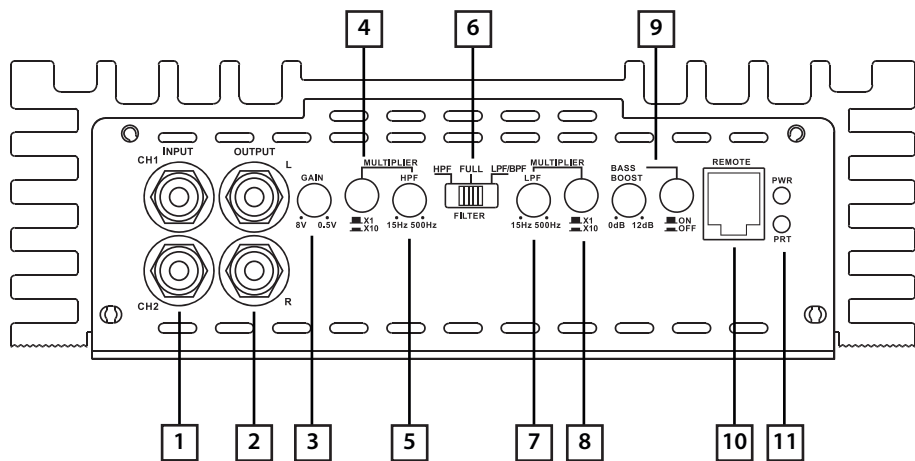 4 6 9
INPUT OUTPUT
CH1 L
GAIN
8V 0.5V
MULTIPLIER
X1
X10
HPF
15Hz 500Hz
HPF FULL LPF/BPF
FILTER
MULTIPLIER
LPF
15Hz 500Hz
X1
X10
BASS
BOOST
0dB 12dB
ON
OFF
REMOTE
PWR
PRT
CH2 R
1 2 3 5 7 8 10 11